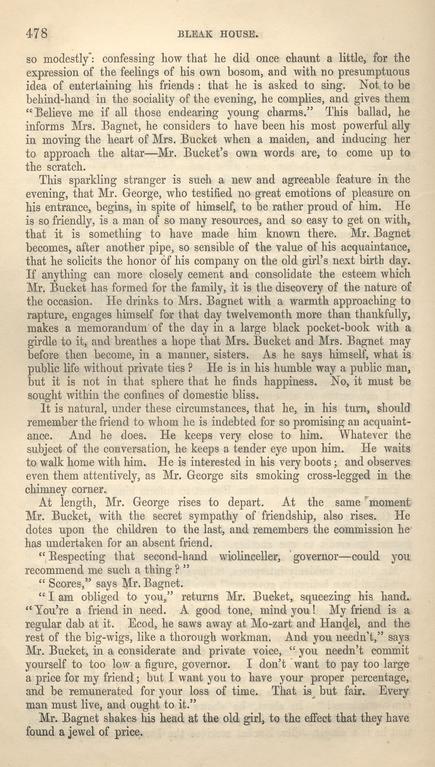 478
BLEAK HOUSE.
so modestly: confessing how that he did once chaunt a little, for the
expression of the feelings of his own bosom, and with no presumptuous
idea of entertaining his friends : that he is asked to sing. Not to be
behind-hand in the sociality of the evening, he complies, and gives them
“Believe me if all those endearing young charms.” This ballad, he
informs Mrs. Bagnet, he considers to have been his most powerful ally
in moving the heart of Mrs. Bucket when a maiden, and inducing her
to approach the altar—Mr. Bucket’s own words are, to come up to
the scratch.
This sparkling stranger is such a new and agreeable feature in the
evening, that Mr. George, who testified no great emotions of pleasure on
his entrance, begins, in spite of himself, to be rather proud of him. He
is so friendly, is a man of so many resources, and so easy to get on with,
that it is something to have made him known there. Mr. Bagnet
becomes, after another pipe, so sensible of the value of his acquaintance,
that he solicits the honor of his company on the old girl’s next birth day.
If anything can more closely cement and consolidate the esteem which
Mr. Bucket has formed for the family, it is the discovery of the nature of
the occasion. He drinks to Mrs. Bagnet with a warmth approaching to
rapture, engages himself for that day twelvemonth more than thankfully,
makes a memorandum of the day in a large black pocket-book with a
girdle to it, and breathes a hope that Mrs. Bucket and Mrs. Bagnet may
before then become, in a manner, sisters. As he says himself, what is
public life without private ties ? He is in his humble way a public man,
but it is not in that sphere that he finds happiness. No, it must be
sought within the confines of domestic bliss.
It is natural, under these circumstances, that he, in his turn, should
remember the friend to whom he is indebted for so promising an acquaint-
ance. And he does. He keeps very close to him. Whatever the
subject of the conversation, he keeps a tender eye upon him. He waits
to walk home with him. He is interested in his very boots ; and observes
even them attentively, as Mr. George sits smoking cross-legged in the
chimney corner.
At length, Mr. George rises to depart. At the same moment
Mr. Bucket, with the secret sympathy of friendship, also rises. He
dotes upon the children to the last, and remembers the commission he
has undertaken for an absent friend.
“Respecting that second-hand wiolinceller, governor—could you
recommend me such a thing ? ”
“Scores,” says Mr. Bagnet.
“I am obliged to you,” returns Mr. Bucket, squeezing his hand.
“You’re a friend in need. A good tone, mind you! My friend is a
regular dab at it. Ecod, he saws away at Mo-zart and Handel, and the
rest of the big-wigs, like a thorough workman. And you needn’t,” says
Mr. Bucket, in a considerate and private voice, “you needn’t commit
yourself to too low a figure, governor. I don’t want to pay too large
a price for my friend ; but I want you to have your proper percentage,
and be remunerated for your loss of time. That is but fair. Every
man must live, and ought to it.”
Mr. Bagnet shakes his head at the old girl, to the effect that they have
found a jewel of price.